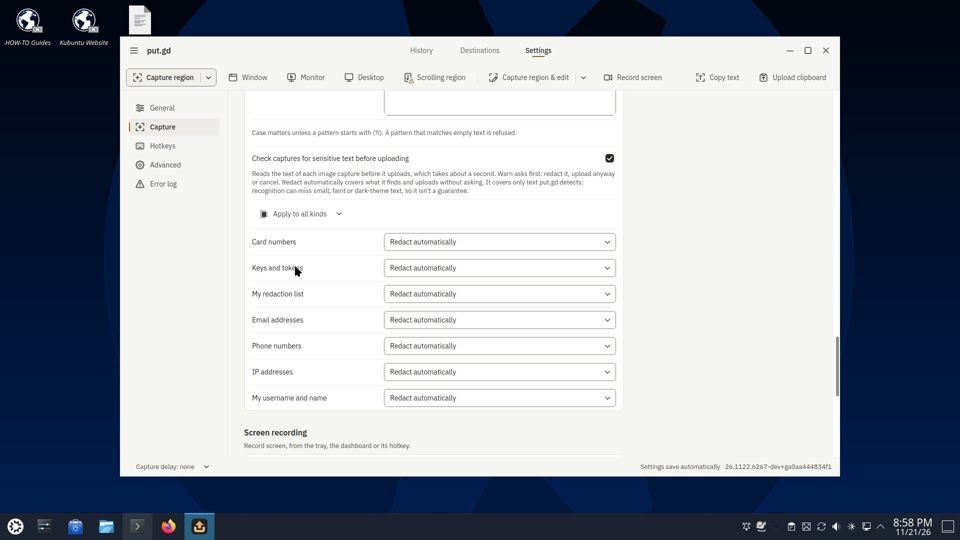 HOW-TO Guides
Kubuntu Website
put.gd
History
Destinations
Settings
Capture region
Window
Monitor
Desktop
Scrolling region
Capture region & edit
Record screen
Copy text
Upload clipboard
General
Capture
Hotkeys
Advanced
Error log
Case matters unless a pattern starts with (?i). A pattern that matches empty text is refused.
Check captures for sensitive text before uploading
Reads the text of each image capture before it uploads, which takes about a second. Warn asks first: redact it, upload anyway
or cancel. Redact automatically covers what it finds and uploads without asking. It covers only text put.gd detects:
recognition can miss small, faint or dark-theme text, so it isn't a guarantee.
Apply to all kinds
Card numbers Redact automatically
Keys and tokens Redact automatically
My redaction list Redact automatically
Email addresses Redact automatically
Phone numbers Redact automatically
IP addresses Redact automatically
My username and name Redact automatically
Screen recording
Record screen, from the tray, the dashboard or its hotkey.
Capture delay: none
Settings save automatically 26.1122.6267-dev+ga0aa444834f1
8:58 PM
11/21/26